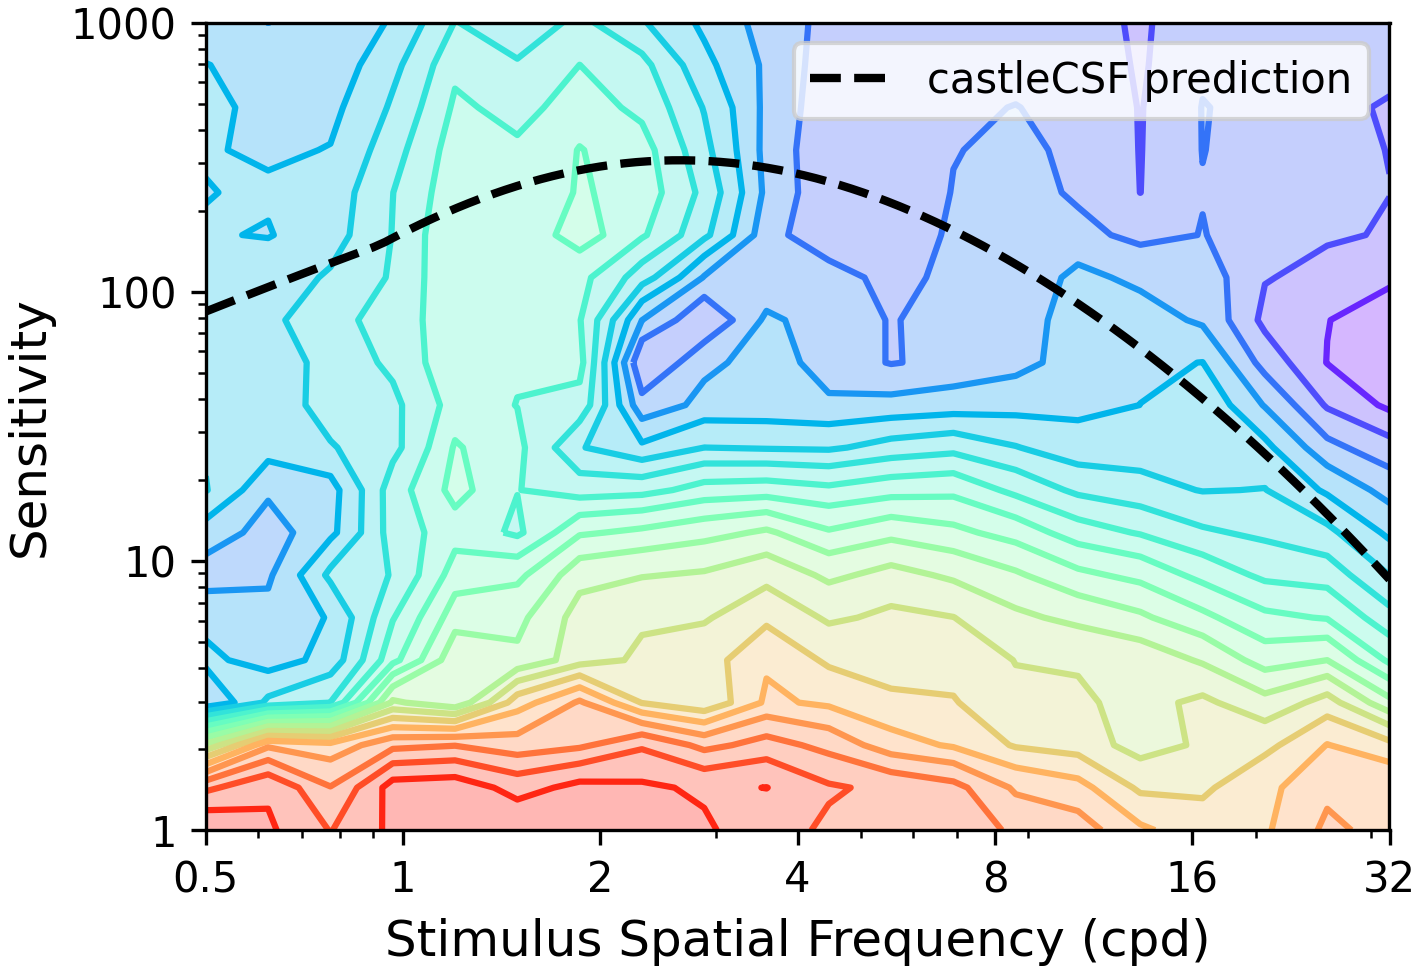 1000
100
10
1
Sensitivity
castleCSF prediction
0.5 1 2 4 8 16 32
Stimulus Spatial Frequency (cpd)